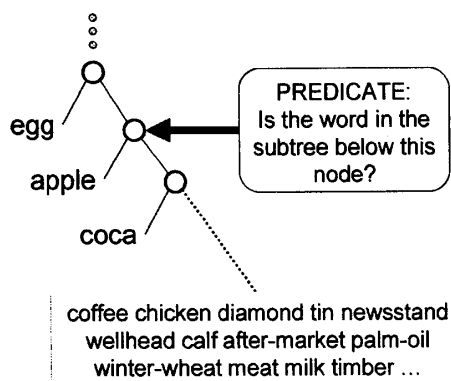 egg
PREDICATE:
Is the word in the
subtree below this
node?
apple
coca
coffee chicken diamond tin newsstand
wellhead calf after-market palm-oil
winter-wheat meat milk timber ...